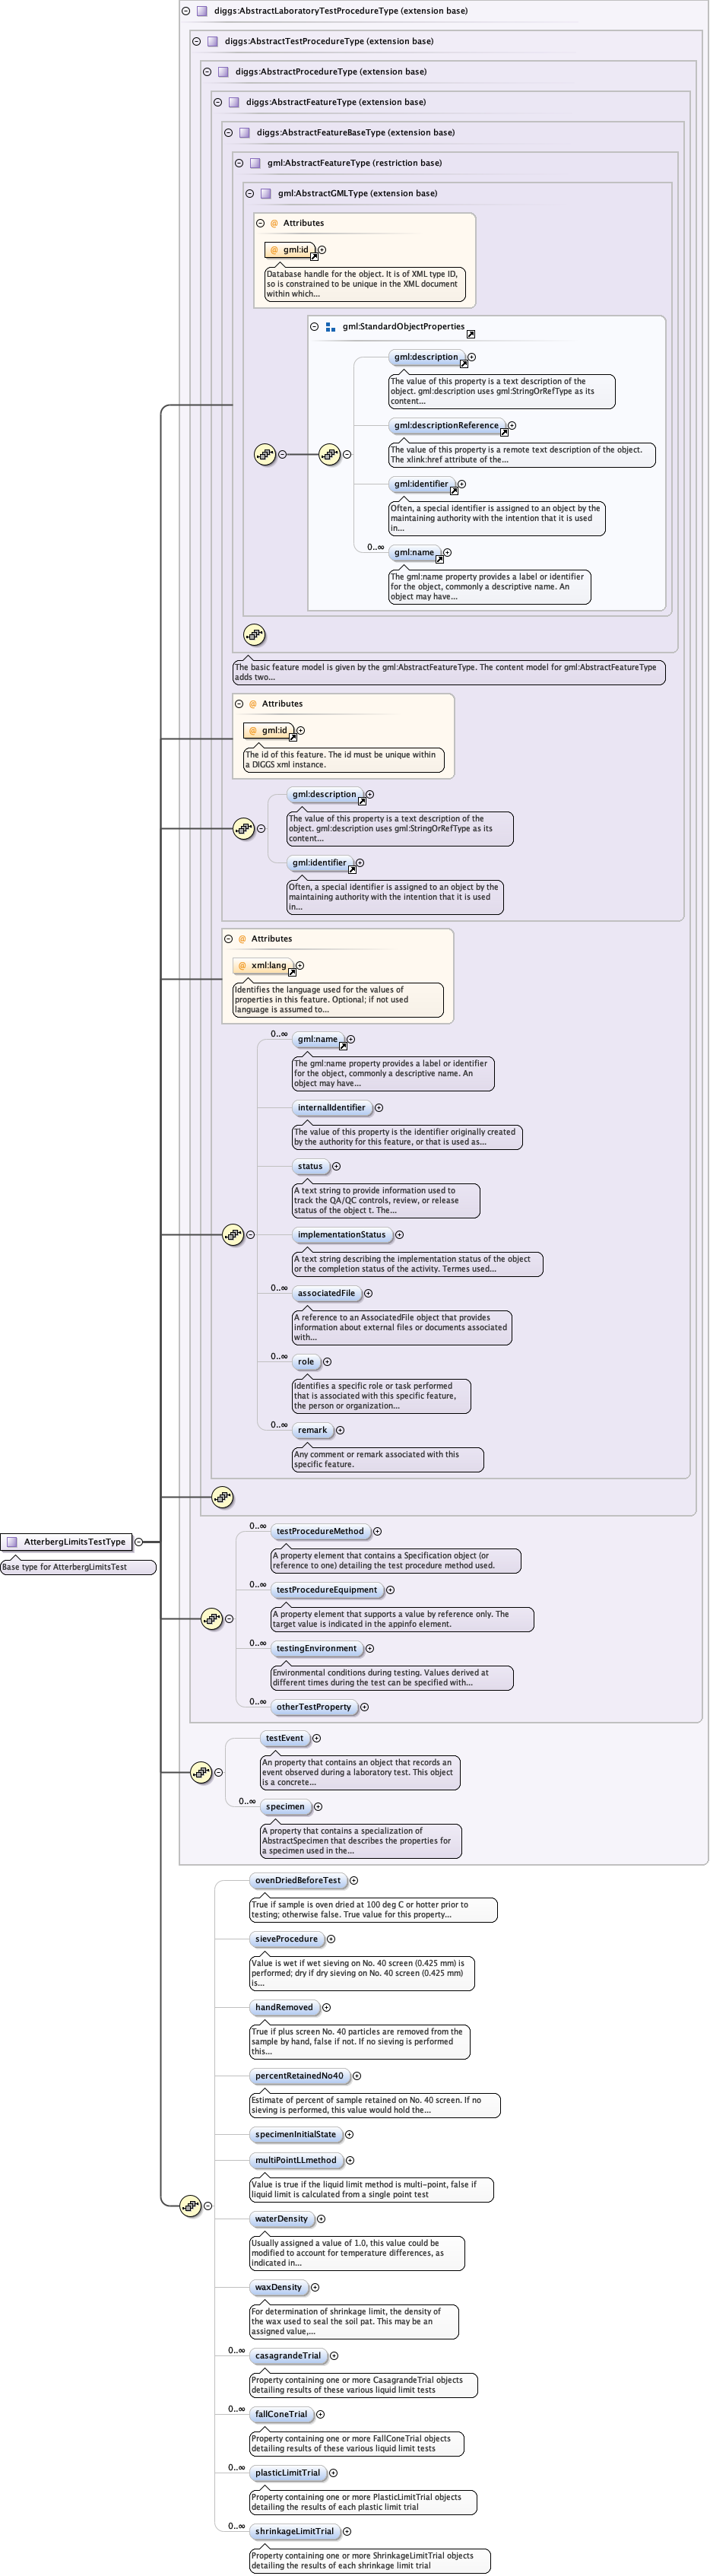 diggs:AbstractLaboratoryTestProcedureType (extension base)
diggs:AbstractTestProcedureType (extension base)
diggs:AbstractProcedureType (extension base)
diggs:AbstractFeatureType (extension base)
diggs:AbstractFeatureBaseType (extension base)
gml:AbstractFeatureType (restriction base)
gml:AbstractGMLType (extension base)
@ Attributes
@ gml:id
Database handle for the object. It is of XML type ID,
so is constrained to be unique in the XML document
within which...
gml:StandardObjectProperties
gml:description
The value of this property is a text description of the
object. gml:description uses gml:StringOrRefType as its
content...
gml:descriptionReference
The value of this property is a remote text description of the object.
The xlink:href attribute of the...
gml:identifier
Often, a special identifier is assigned to an object by the
maintaining authority with the intention that it is used
in...
0..∞
gml:name
The gml:name property provides a label or identifier
for the object, commonly a descriptive name. An
object may have...
The basic feature model is given by the gml:AbstractFeatureType. The content model for gml:AbstractFeatureType
adds two...
@ Attributes
@ gml:id
The id of this feature. The id must be unique within
a DIGGS xml instance.
gml:description
The value of this property is a text description of the
object. gml:description uses gml:StringOrRefType as its
content...
gml:identifier
Often, a special identifier is assigned to an object by the
maintaining authority with the intention that it is used
in...
@ Attributes
@ xml:lang
Identifies the language used for the values of
properties in this feature. Optional; if not used
language is assumed to...
0..∞
gml:name
The gml:name property provides a label or identifier
for the object, commonly a descriptive name. An
object may have...
internalIdentifier
The value of this property is the identifier originally created
by the authority for this feature, or that is used as...
status
A text string to provide information used to
track the QA/QC controls, review, or release
status of the object t. The...
implementationStatus
A text string describing the implementation status of the object
or the completion status of the activity. Termes used...
0..∞
associatedFile
A reference to an AssociatedFile object that provides
information about external files or documents associated
with...
0..∞
role
Identifies a specific role or task performed
that is associated with this specific feature,
the person or organization...
0..∞
remark
Any comment or remark associated with this
specific feature.
AtterbergLimitsTestType
Base type for AtterbergLimitsTest
0..∞
testProcedureMethod
A property element that contains a Specification object (or
reference to one) detailing the test procedure method used.
0..∞
testProcedureEquipment
A property element that supports a value by reference only. The
target value is indicated in the appinfo element.
0..∞
testingEnvironment
Environmental conditions during testing. Values derived at
different times during the test can be specified with...
0..∞
otherTestProperty
testEvent
An property that contains an object that records an
event observed during a laboratory test. This object
is a concrete...
0..∞
specimen
A property that contains a specialization of
AbstractSpecimen that describes the properties for
a specimen used in the...
ovenDriedBeforeTest
True if sample is oven dried at 100 deg C or hotter prior to
testing; otherwise false. True value for this property...
sieveProcedure
Value is wet if wet sieving on No. 40 screen (0.425 mm) is
performed; dry if dry sieving on No. 40 screen (0.425 mm)
is...
handRemoved
True if plus screen No. 40 particles are removed from the
sample by hand, false if not. If no sieving is performed
this...
percentRetainedNo40
Estimate of percent of sample retained on No. 40 screen. If no
sieving is performed, this value would hold the...
specimenInitialState
multiPointLLmethod
Value is true if the liquid limit method is multi-point, false if
liquid limit is calculated from a single point test
waterDensity
Usually assigned a value of 1.0, this value could be
modified to account for temperature differences, as
indicated in...
waxDensity
For determination of shrinkage limit, the density of
the wax used to seal the soil pat. This may be an
assigned value,...
0..∞
casagrandeTrial
Property containing one or more CasagrandeTrial objects
detailing results of these various liquid limit tests
0..∞
fallConeTrial
Property containing one or more FallConeTrial objects
detailing results of these various liquid limit tests
0..∞
plasticLimitTrial
Property containing one or more PlasticLimitTrial objects
detailing the results of each plastic limit trial
0..∞
shrinkageLimitTrial
Property containing one or more ShrinkageLimitTrial objects
detailing the results of each shrinkage limit trial